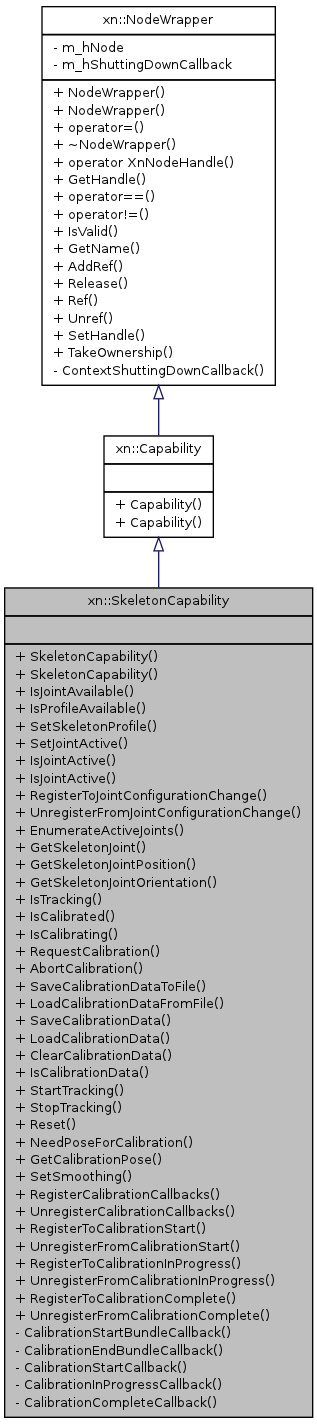 xn::NodeWrapper
- m_hNode
- m_hShuttingDownCallback
+ NodeWrapper()
+ NodeWrapper()
+ operator=()
+ ~NodeWrapper()
+ operator XnNodeHandle()
+ GetHandle()
+ operator==()
+ operator!=()
+ IsValid()
+ GetName()
+ AddRef()
+ Release()
+ Ref()
+ Unref()
+ SetHandle()
+ TakeOwnership()
- ContextShuttingDownCallback()
xn::Capability
+ Capability()
+ Capability()
xn::SkeletonCapability
+ SkeletonCapability()
+ SkeletonCapability()
+ IsJointAvailable()
+ IsProfileAvailable()
+ SetSkeletonProfile()
+ SetJointActive()
+ IsJointActive()
+ IsJointActive()
+ RegisterToJointConfigurationChange()
+ UnregisterFromJointConfigurationChange()
+ EnumerateActiveJoints()
+ GetSkeletonJoint()
+ GetSkeletonJointPosition()
+ GetSkeletonJointOrientation()
+ IsTracking()
+ IsCalibrated()
+ IsCalibrating()
+ RequestCalibration()
+ AbortCalibration()
+ SaveCalibrationDataToFile()
+ LoadCalibrationDataFromFile()
+ SaveCalibrationData()
+ LoadCalibrationData()
+ ClearCalibrationData()
+ IsCalibrationData()
+ StartTracking()
+ StopTracking()
+ Reset()
+ NeedPoseForCalibration()
+ GetCalibrationPose()
+ SetSmoothing()
+ RegisterCalibrationCallbacks()
+ UnregisterCalibrationCallbacks()
+ RegisterToCalibrationStart()
+ UnregisterFromCalibrationStart()
+ RegisterToCalibrationInProgress()
+ UnregisterFromCalibrationInProgress()
+ RegisterToCalibrationComplete()
+ UnregisterFromCalibrationComplete()
- CalibrationStartBundleCallback()
- CalibrationEndBundleCallback()
- CalibrationStartCallback()
- CalibrationInProgressCallback()
- CalibrationCompleteCallback()